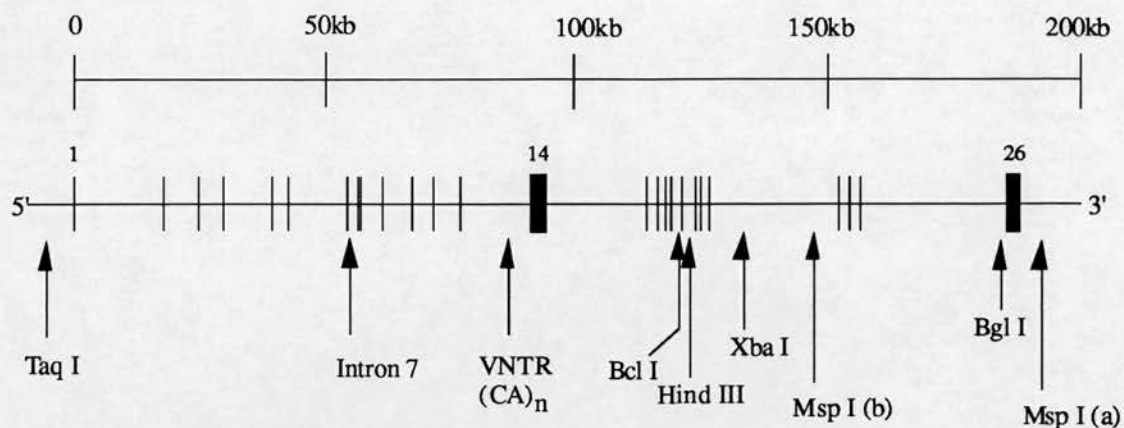 0 50kb 100kb 150kb 200kb
1 14 26
5' 3'
Taq I
Intron 7
VNTR
(CA)n
Bcl I
Hind III
Xba I
Msp I (b)
Bgl I
Msp I (a)